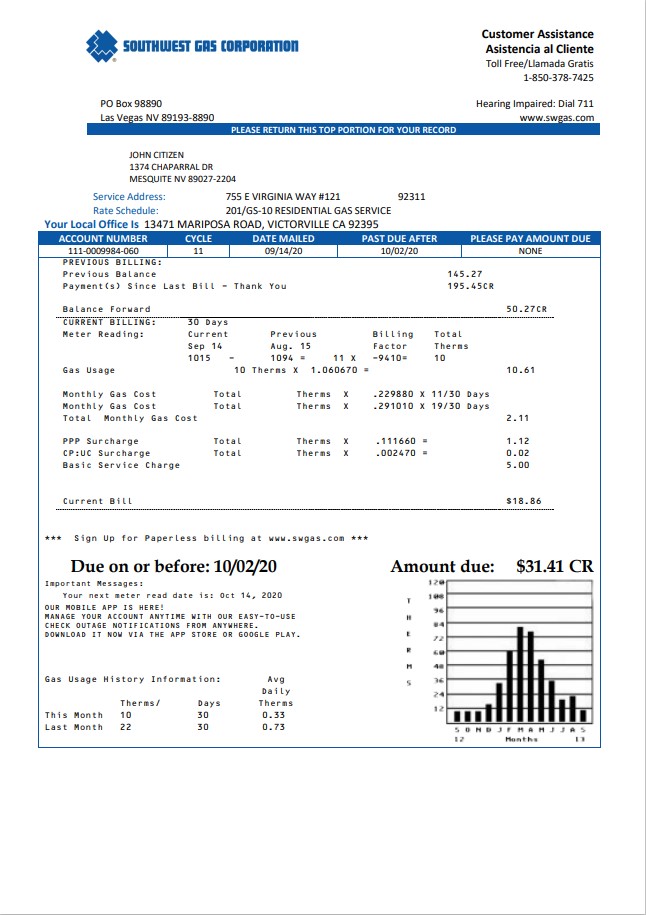 SOUTHWEST GAS CORPORATION
Customer Assistance
Asistencia al Cliente
Toll Free/Llamada Gratis
1-850-378-7425
PO Box 98890
Las Vegas NV 89193-8890
Hearing Impaired: Dial 711
www.swgas.com
PLEASE RETURN THIS TOP PORTION FOR YOUR RECORD
JOHN CITIZEN
1374 CHAPARRAL DR
MESQUITE NV 89027-2204
Service Address: 755 E VIRGINIA WAY #121 92311
Rate Schedule: 201/GS-10 RESIDENTIAL GAS SERVICE
Your Local Office Is 13471 MARIPOSA ROAD, VICTORVILLE CA 92395
ACCOUNT NUMBER CYCLE DATE MAILED PAST DUE AFTER PLEASE PAY AMOUNT DUE
111-0009984-060 11 09/14/20 10/02/20 NONE
PREVIOUS BILLING:
Previous Balance 145.27
Payment(s) Since Last Bill - Thank You 195.45CR
Balance Forward 50.27CR
CURRENT BILLING: 30 Days
Meter Reading: Current Previous Billing Total
Sep 14 Aug. 15 Factor Therms
1015 - 1094 = 11 X -9410= 10
Gas Usage 10 Therms X 1.060670 = 10.61
Monthly Gas Cost Total Therms X .229880 X 11/30 Days
Monthly Gas Cost Total Therms X .291010 X 19/30 Days
Total Monthly Gas Cost 2.11
PPP Surcharge Total Therms X .111660 = 1.12
CP:UC Surcharge Total Therms X .002470 = 0.02
Basic Service Charge 5.00
Current Bill $18.86
*** Sign Up for Paperless billing at www.swgas.com ***
Due on or before: 10/02/20 Amount due: $31.41 CR
Important Messages:
Your next meter read date is: Oct 14, 2020
OUR MOBILE APP IS HERE!
MANAGE YOUR ACCOUNT ANYTIME WITH OUR EASY-TO-USE
CHECK OUTAGE NOTIFICATIONS FROM ANYWHERE.
DOWNLOAD IT NOW VIA THE APP STORE OR GOOGLE PLAY.
Gas Usage History Information: Avg
Daily
Therms/ Days Therms
This Month 10 30 0.33
Last Month 22 30 0.73
THERMS
120
108
96
84
72
60
48
36
24
12
S O N D J F M A M J J A S
12 Months 13